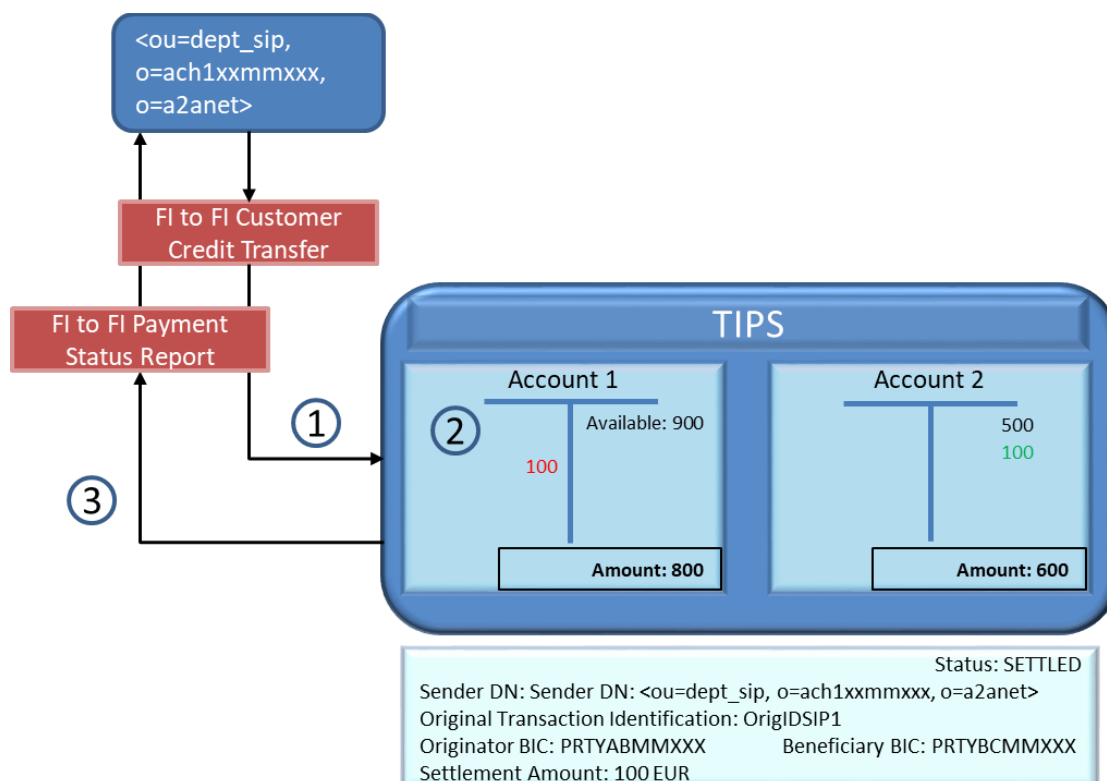 <ou=dept_sip,
o=ach1xxmmxxx,
o=a2anet>
FI to FI Customer
Credit Transfer
FI to FI Payment
Status Report
1
3
TIPS
Account 1
2
Available: 900
100
Amount: 800
Account 2
500
100
Amount: 600
Status: SETTLED
Sender DN: Sender DN: <ou=dept_sip, o=ach1xxmmxxx, o=a2anet>
Original Transaction Identification: OrigIDSIP1
Originator BIC: PRTYABMMXXX Beneficiary BIC: PRTYBCMMXXX
Settlement Amount: 100 EUR